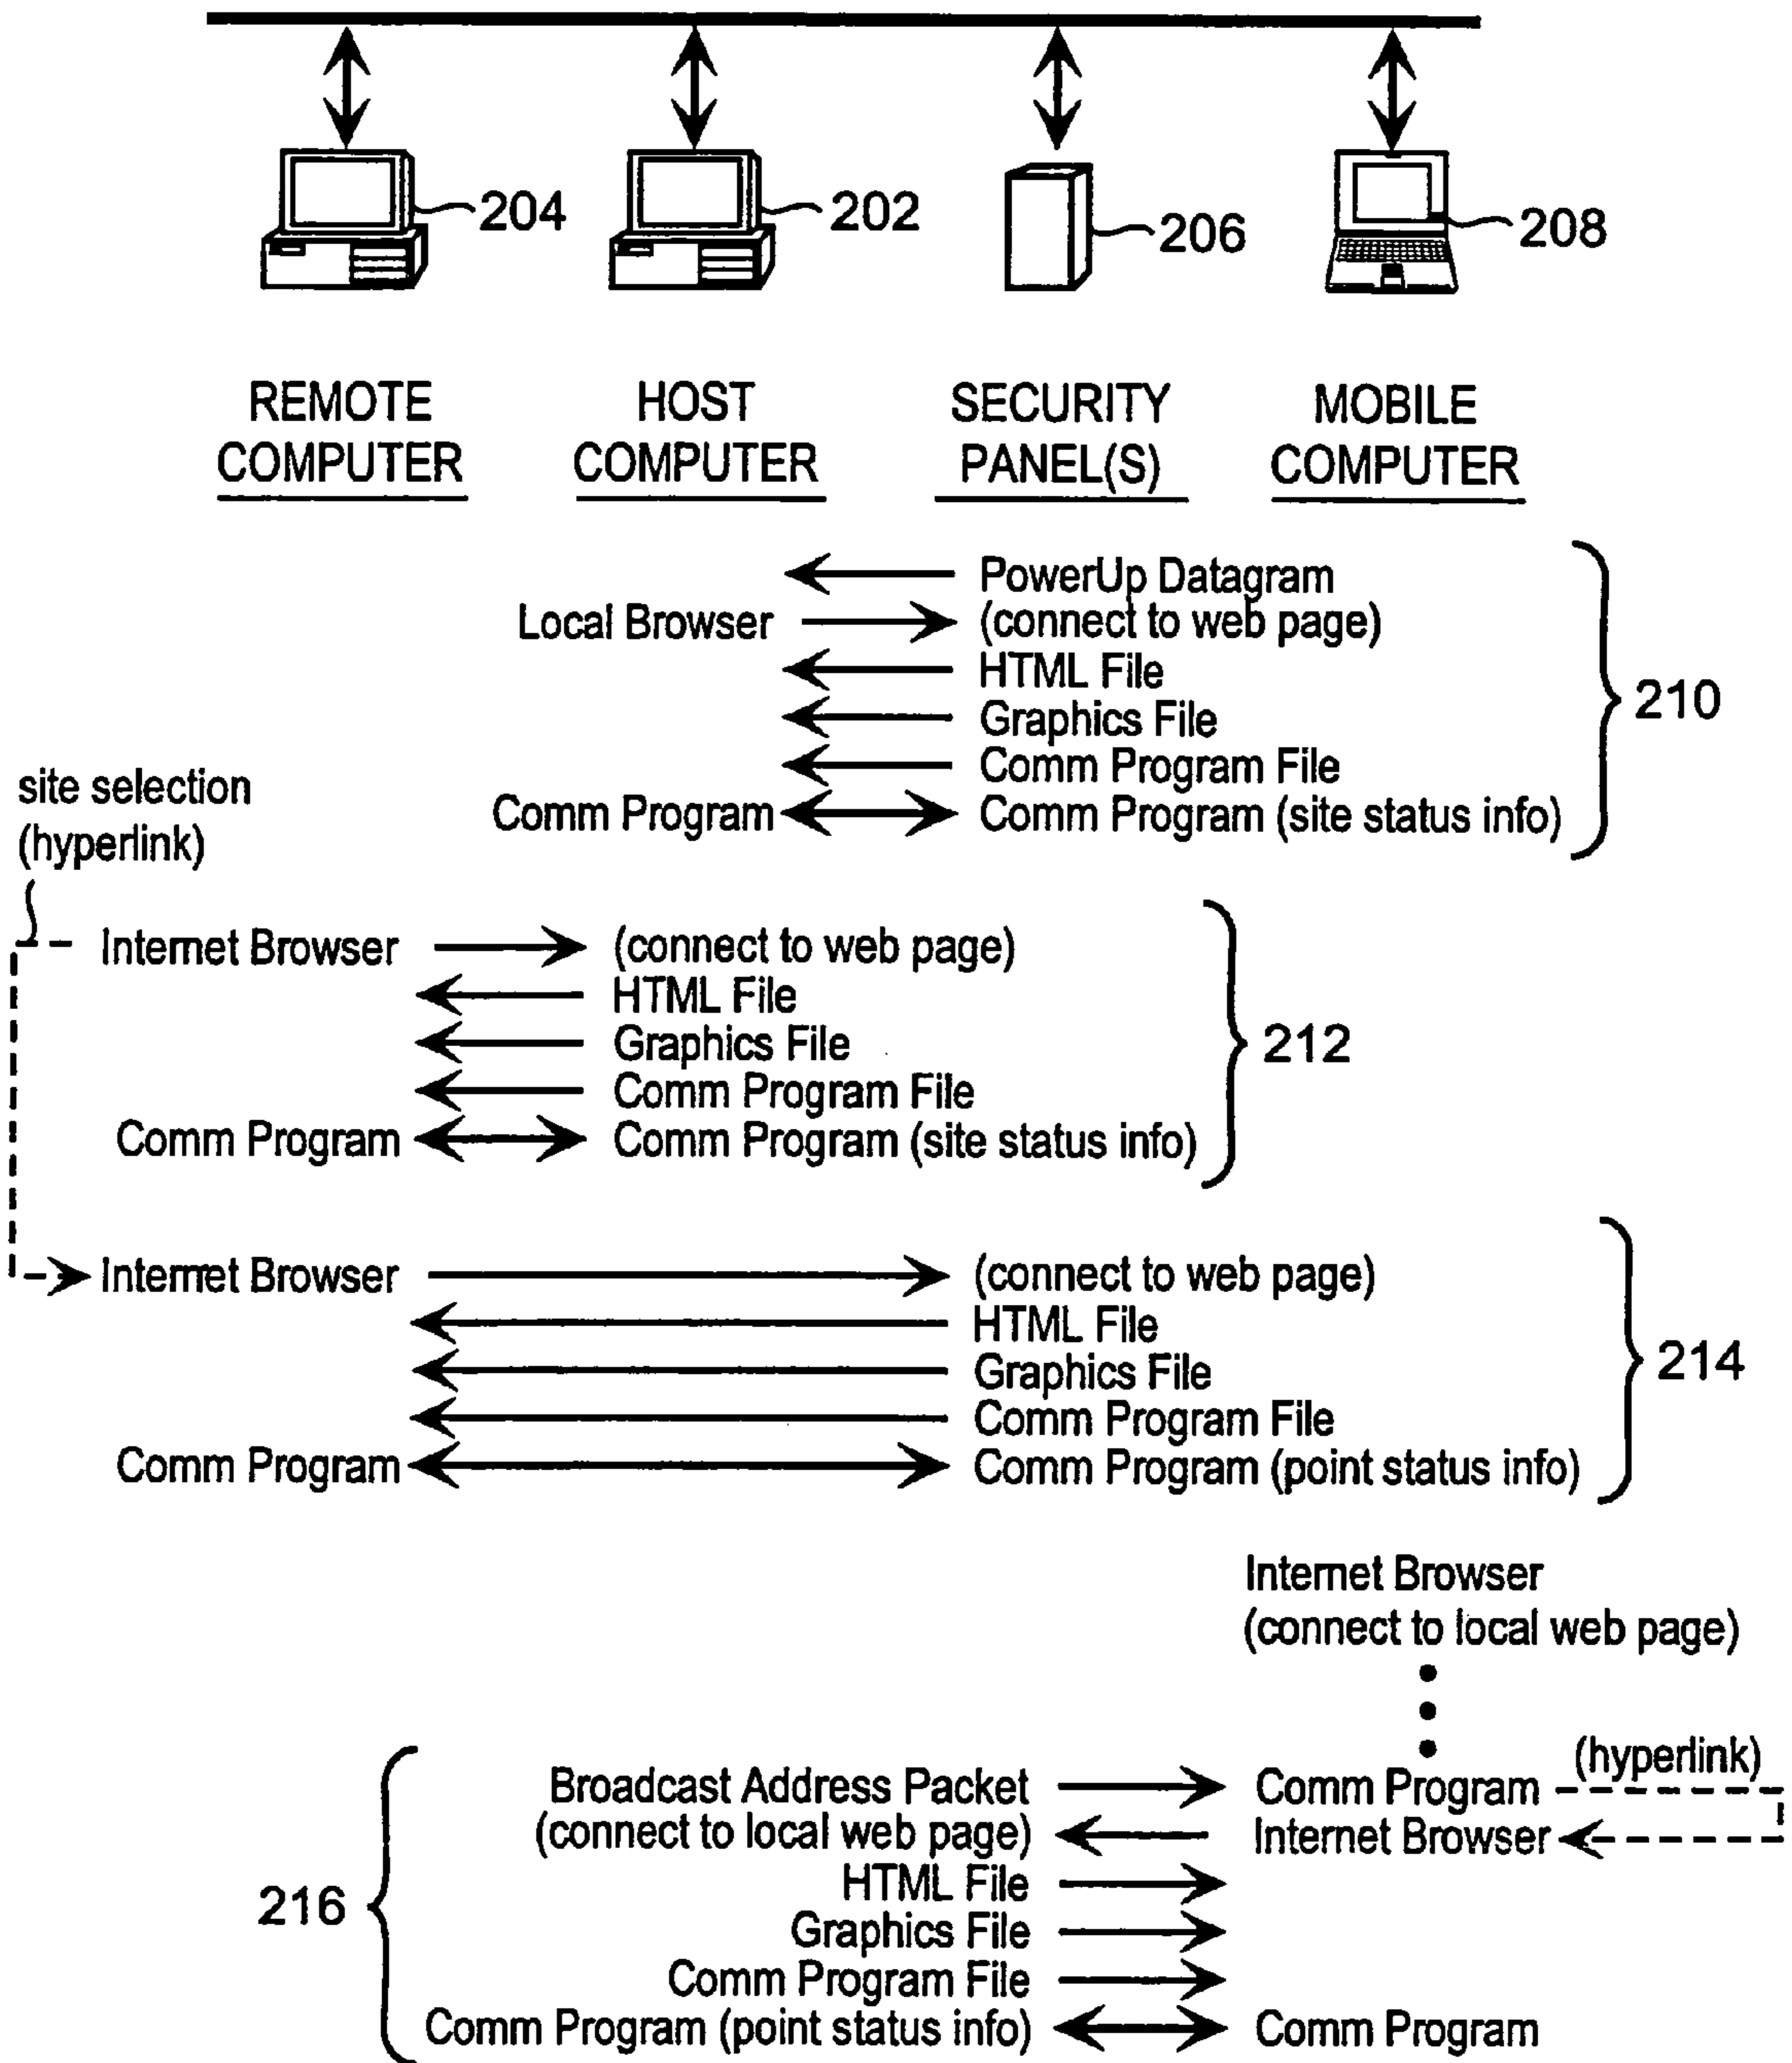 204
202
206
208
REMOTE COMPUTER
HOST COMPUTER
SECURITY PANEL(S)
MOBILE COMPUTER
PowerUp Datagram
Local Browser (connect to web page)
HTML File
Graphics File
Comm Program File
Comm Program Comm Program (site status info)
210
site selection
(hyperlink)
Internet Browser (connect to web page)
HTML File
Graphics File
Comm Program File
Comm Program Comm Program (site status info)
212
Internet Browser (connect to web page)
HTML File
Graphics File
Comm Program File
Comm Program Comm Program (point status info)
214
Internet Browser
(connect to local web page)
(hyperlink)
Broadcast Address Packet Comm Program
(connect to local web page) Internet Browser
HTML File
Graphics File
Comm Program File
Comm Program (point status info) Comm Program
216